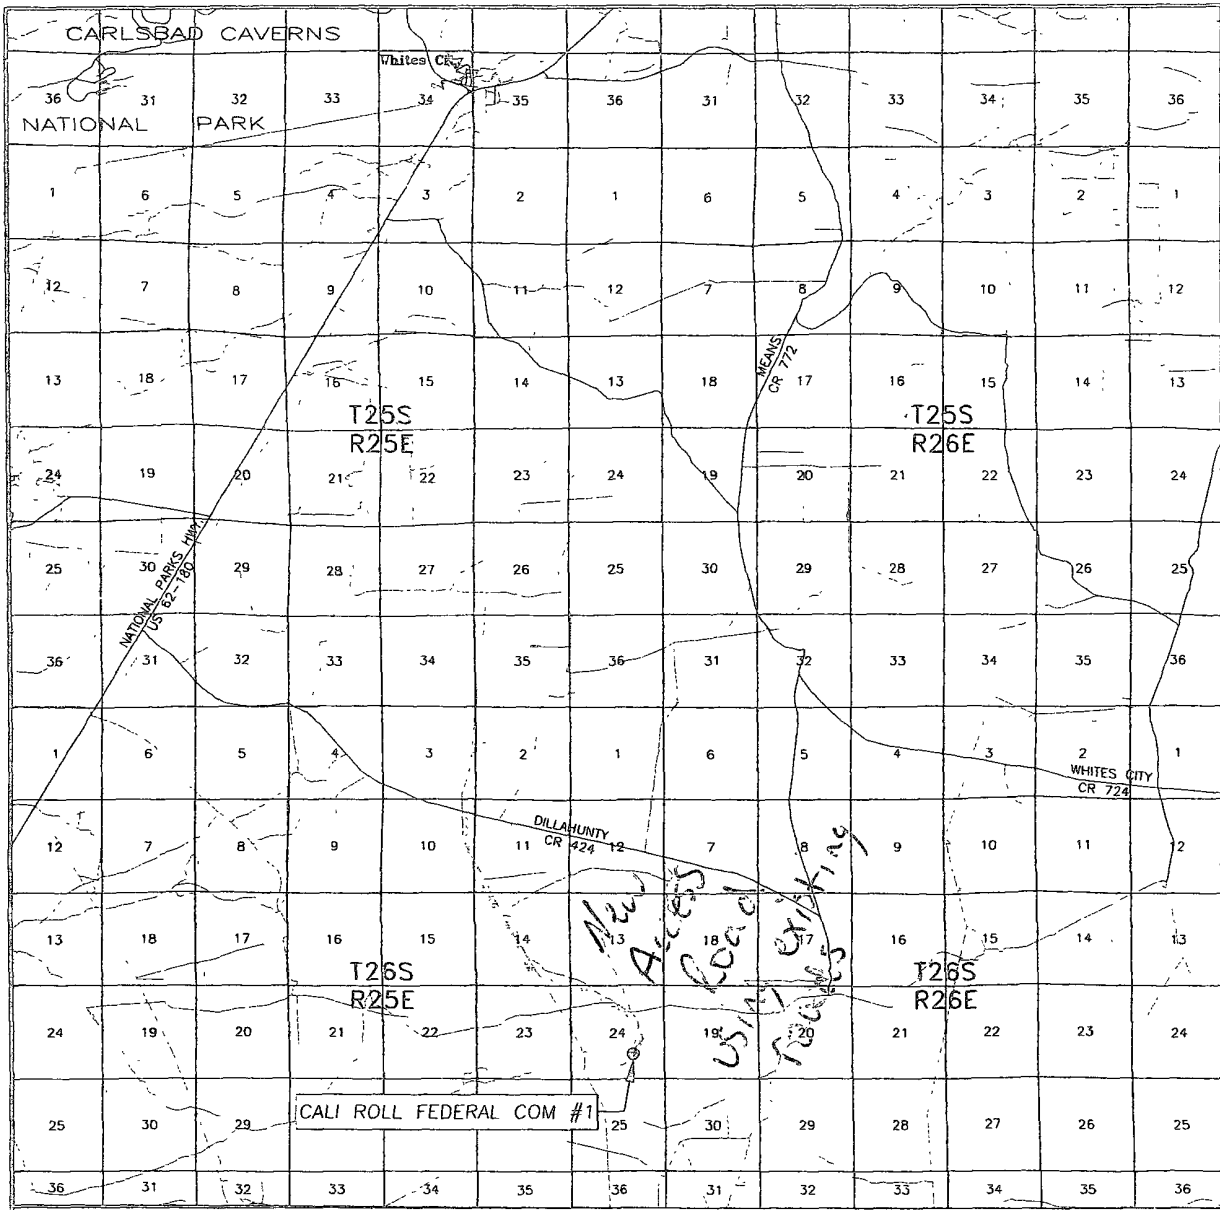 CARLSBAD CAVERNS
Whites City
36 31 32 33 34 35 36 31 32 33 34 35 36
NATIONAL PARK
1 6 5 4 3 2 1 6 5 4 3 2 1
12 7 8 9 10 11 12 7 8 9 10 11 12
MEANS
CR 772
13 18 17 16 15 14 13 18 17 16 15 14 13
T25S
R25E
T25S
R26E
24 19 20 21 22 23 24 19 20 21 22 23 24
NATIONAL PARKS HWY.
US 62-180
25 30 29 28 27 26 25 30 29 28 27 26 25
36 31 32 33 34 35 36 31 32 33 34 35 36
1 6 5 4 3 2 1 6 5 4 3 2 1
WHITES CITY
CR 724
DILLAHUNTY
CR 424
12 7 8 9 10 11 12 7 8 9 10 11 12
New
Access
Road
using existing
Roads
13 18 17 16 15 14 13 18 17 16 15 14 13
T26S
R25E
T26S
R26E
24 19 20 21 22 23 24 19 20 21 22 23 24
CALI ROLL FEDERAL COM #1
25 30 29 25 30 29 28 27 26 25
36 31 32 33 34 35 36 31 32 33 34 35 36